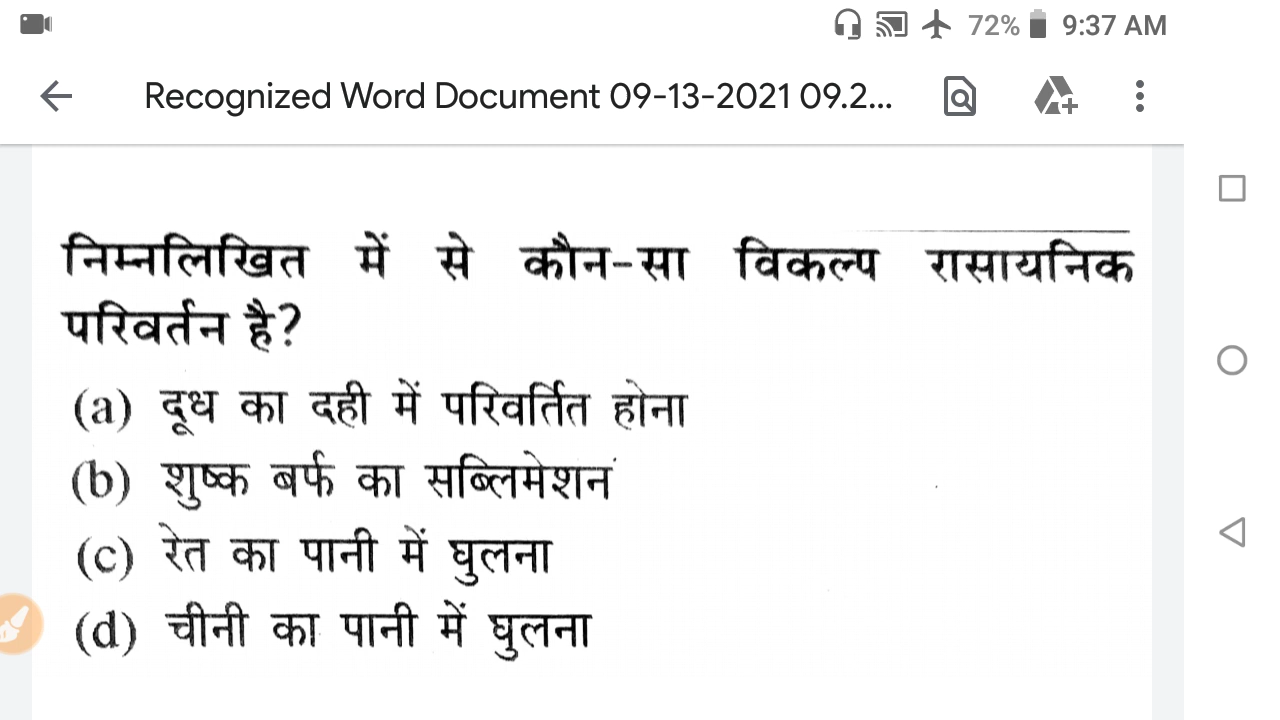 72% 9:37 AM
Recognized Word Document 09-13-2021 09.2...
निम्नलिखित में से कौन-सा विकल्प रासायनिक
परिवर्तन है?
(a) दूध का दही में परिवर्तित होना
(b) शुष्क बर्फ का सब्लिमेशन
(c) रेत का पानी में घुलना
(d) चीनी का पानी में घुलना